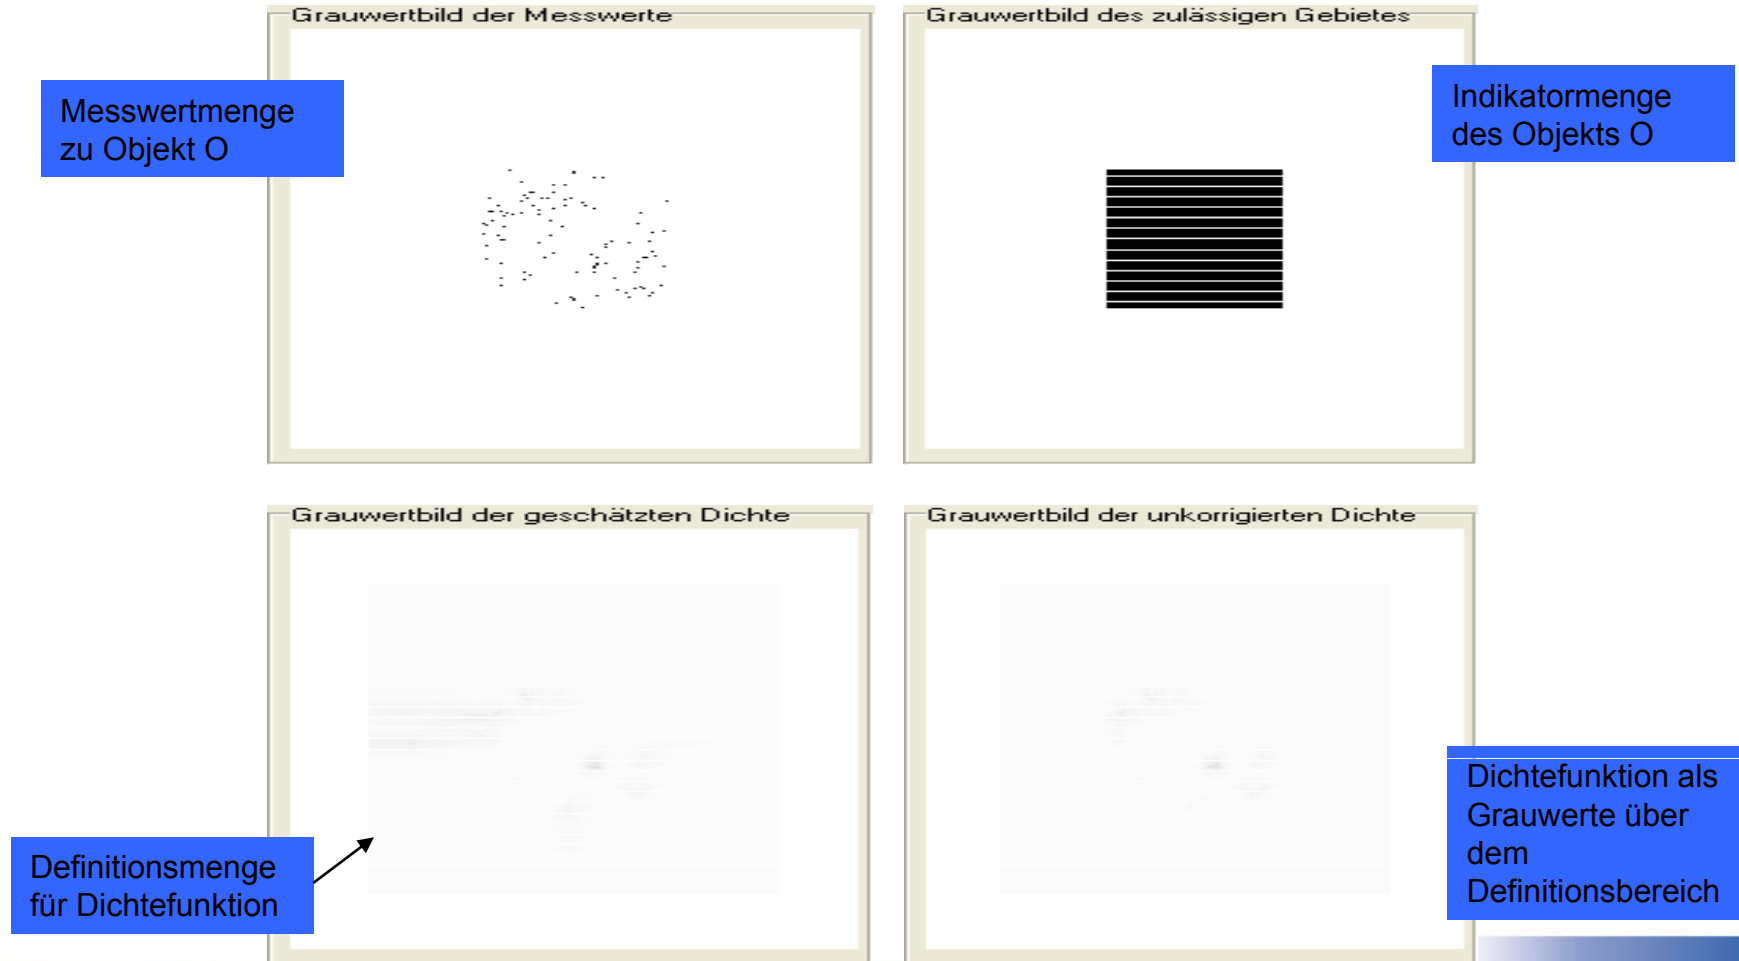 Grauwertbild der Messwerte
Grauwertbild des zulässigen Gebietes
Messwertmenge
zu Objekt O
Indikatormenge
des Objekts O
Grauwertbild der geschätzten Dichte
Grauwertbild der unkorrigierten Dichte
Definitionsmenge
für Dichtefunktion
Dichtefunktion als
Grauwerte über
dem
Definitionsbereich